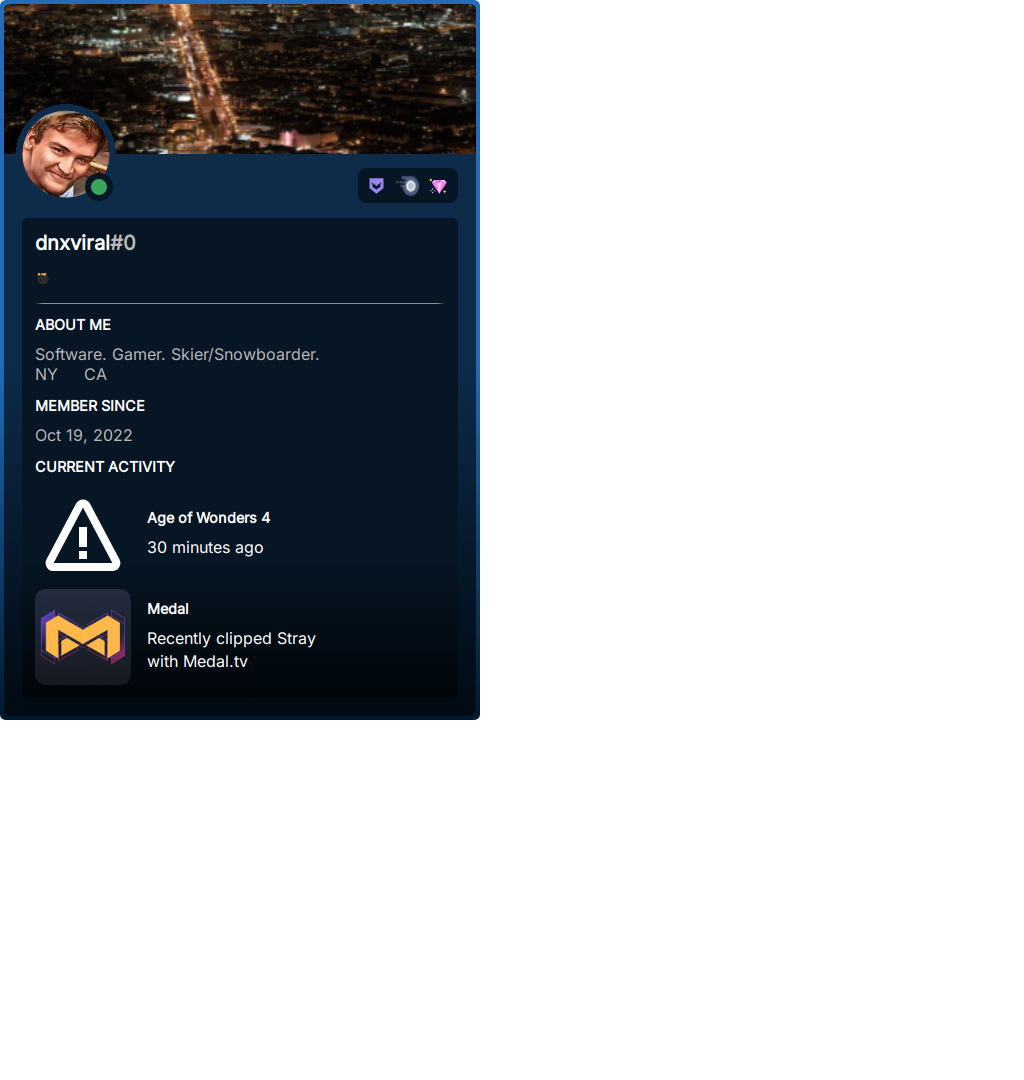 dnxviral#0
ABOUT ME
Software. Gamer. Skier/Snowboarder.
NY CA
MEMBER SINCE
Oct 19, 2022
CURRENT ACTIVITY
Age of Wonders 4
30 minutes ago
Medal
Recently clipped Stray
with Medal.tv